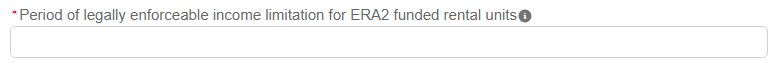 *Period of legally enforceable income limitation for ERA2 funded rental units